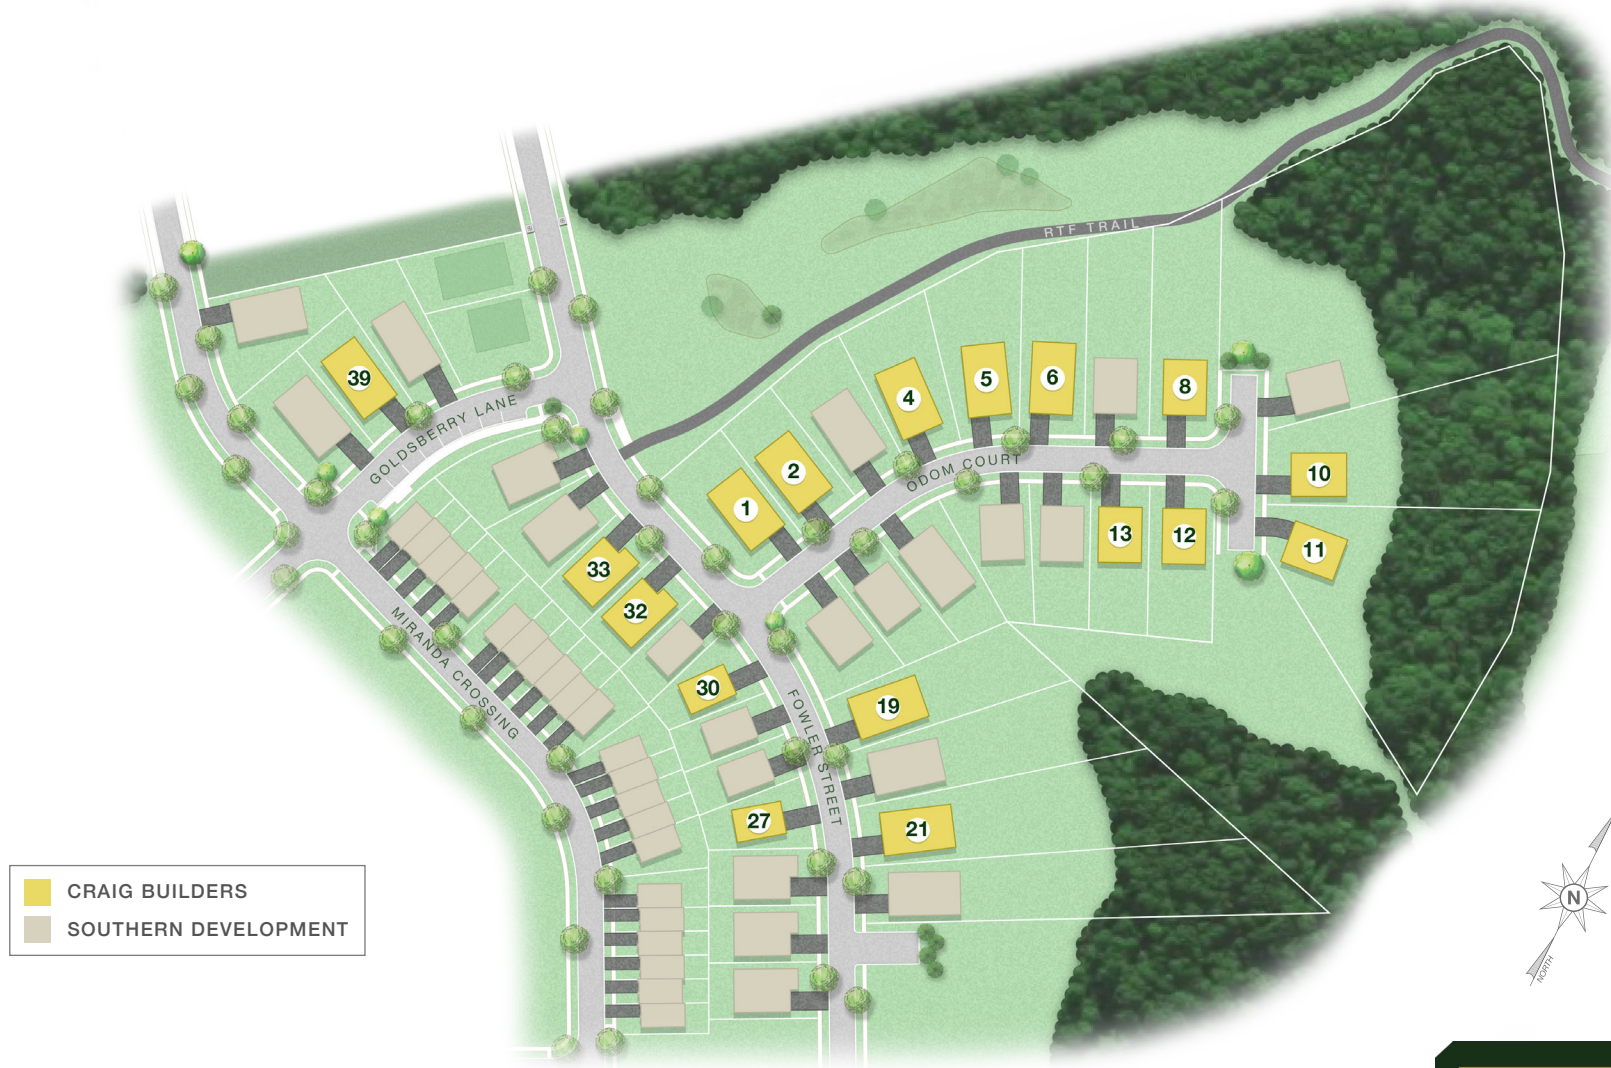 RTF TRAIL
39
GOLDSBERRY LANE
4
5
6
8
2
1
ODOM COURT
10
13
12
11
33
32
MIRANDA CROSSING
30
19
FOWLER STREET
27
21
CRAIG BUILDERS
SOUTHERN DEVELOPMENT
N
NORTH